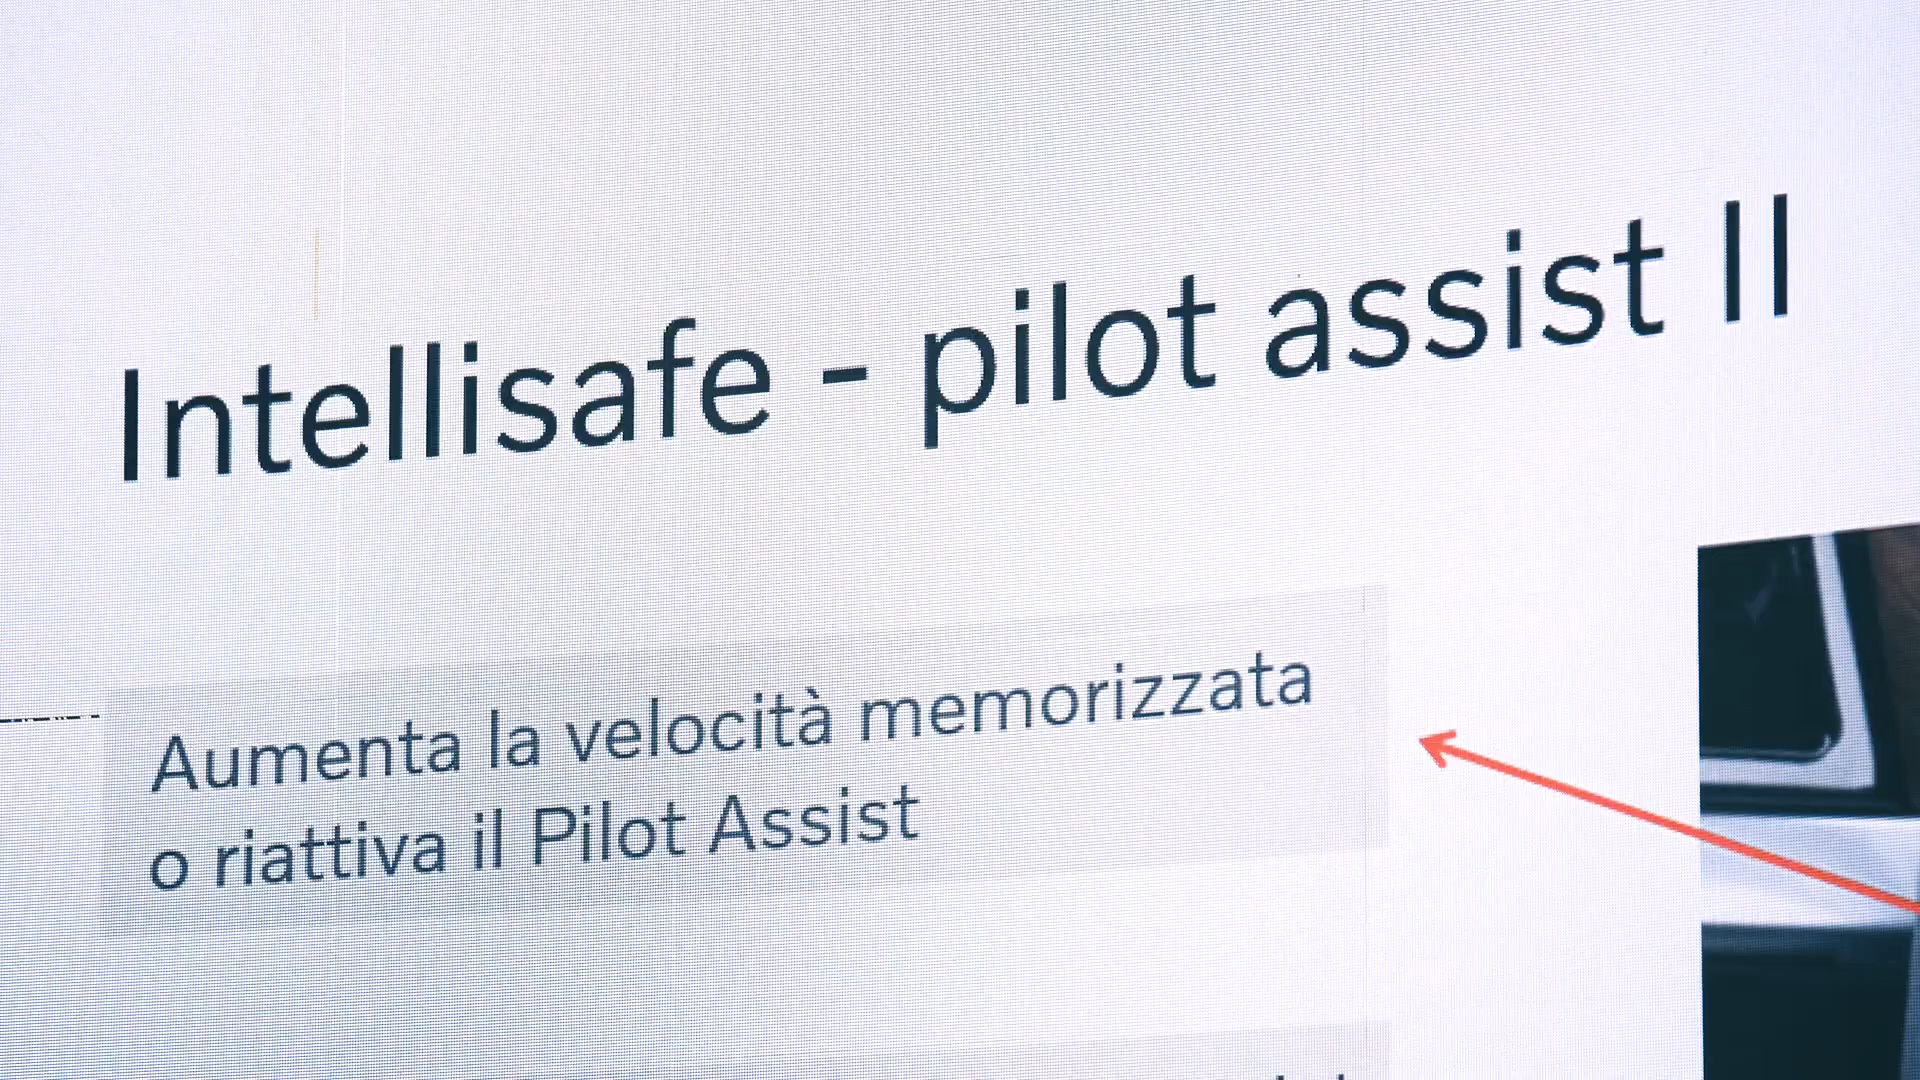 Intellisafe - pilot assist II
Aumenta la velocità memorizzata
o riattiva il Pilot Assist